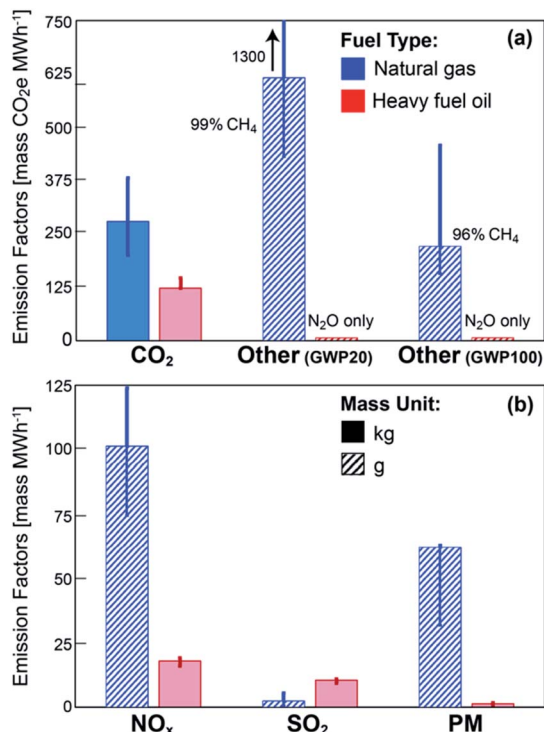 Emission Factors [mass CO₂e MWh⁻¹]
750
625
500
375
250
125
0
1300
99% CH₄
(a)
Fuel Type:
Natural gas
Heavy fuel oil
96% CH₄
N₂O only
N₂O only
CO₂
Other (GWP20)
Other (GWP100)
Emission Factors [mass MWh⁻¹]
125
100
75
50
25
0
Mass Unit:
(b)
kg
g
NOₓ
SO₂
PM